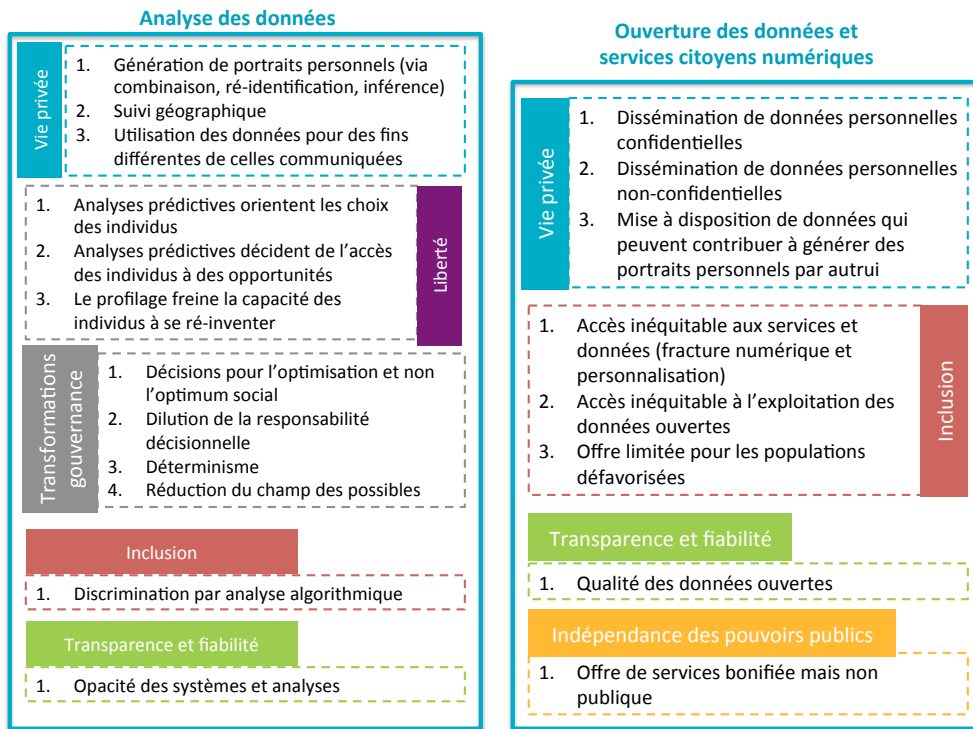 Analyse des données
Vie privée
1. Génération de portraits personnels (via
combinaison, ré-identification, inférence)
2. Suivi géographique
3. Utilisation des données pour des fins
différentes de celles communiquées
1. Analyses prédictives orientent les choix
des individus
2. Analyses prédictives décident de l'accès
des individus à des opportunités
3. Le profilage freine la capacité des
individus à se ré-inventer
Liberté
Transformations
gouvernance
1. Décisions pour l'optimisation et non
l'optimum social
2. Dilution de la responsabilité
décisionnelle
3. Déterminisme
4. Réduction du champ des possibles
Inclusion
1. Discrimination par analyse algorithmique
Transparence et fiabilité
1. Opacité des systèmes et analyses
Ouverture des données et
services citoyens numériques
Vie privée
1. Dissémination de données personnelles
confidentielles
2. Dissémination de données personnelles
non-confidentielles
3. Mise à disposition de données qui
peuvent contribuer à générer des
portraits personnels par autrui
1. Accès inéquitable aux services et
données (fracture numérique et
personnalisation)
2. Accès inéquitable à l'exploitation des
données ouvertes
3. Offre limitée pour les populations
défavorisées
Inclusion
Transparence et fiabilité
1. Qualité des données ouvertes
Indépendance des pouvoirs publics
1. Offre de services bonifiée mais non
publique